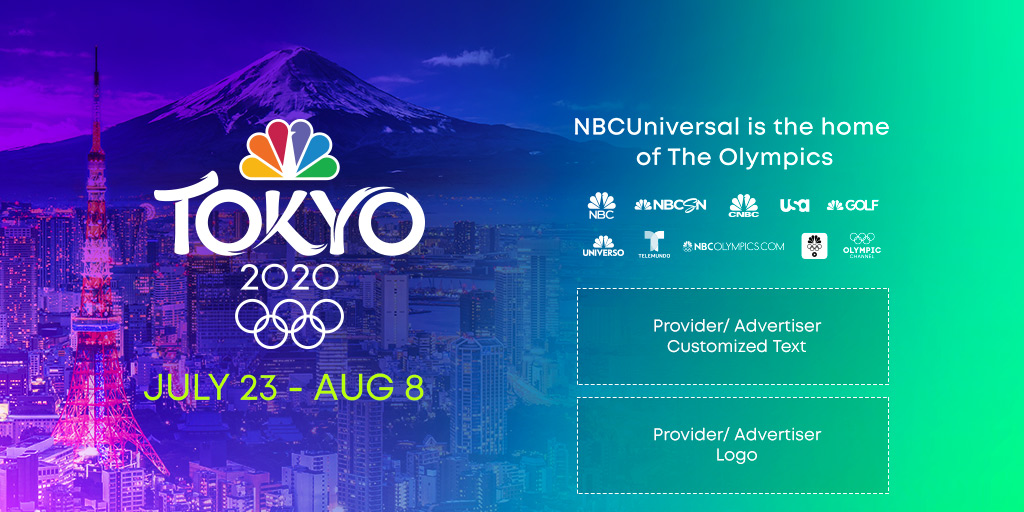 TOKYO
2020
JULY 23 - AUG 8
NBCUniversal is the home
of The Olympics
NBC
NBCSN
CNBC
usa
GOLF
UNIVERSO
TELEMUNDO
NBCOLYMPICS.COM
OLYMPIC
CHANNEL
Provider/ Advertiser
Customized Text
Provider/ Advertiser
Logo